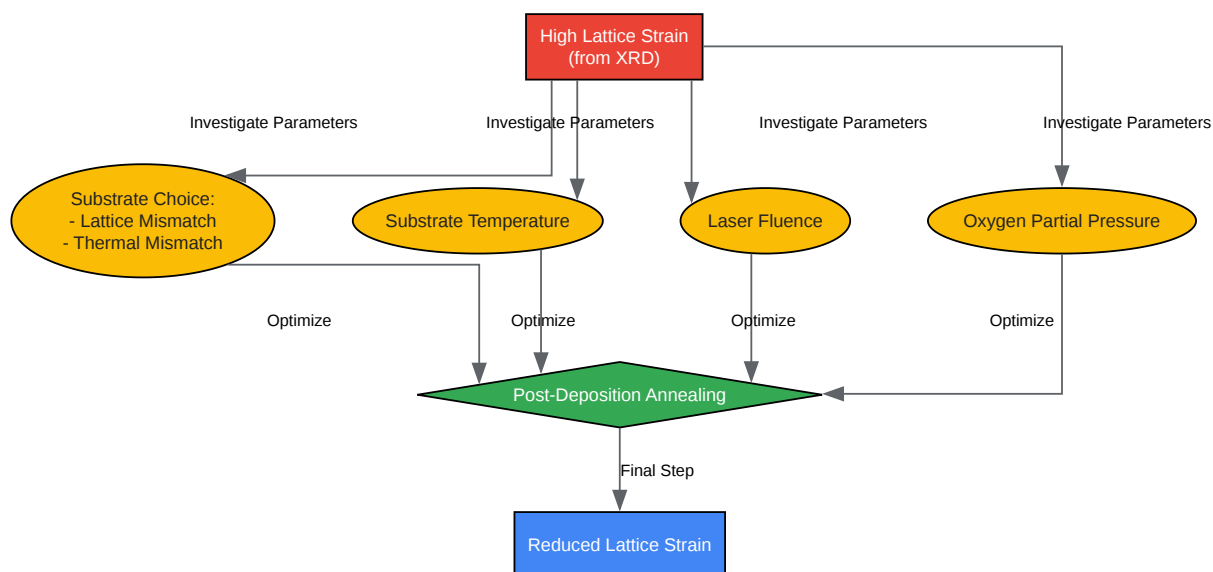 High Lattice Strain
(from XRD)
Investigate Parameters
Investigate Parameters
Investigate Parameters
Investigate Parameters
Substrate Choice:
- Lattice Mismatch
- Thermal Mismatch
Substrate Temperature
Laser Fluence
Oxygen Partial Pressure
Optimize
Optimize
Optimize
Optimize
Post-Deposition Annealing
Final Step
Reduced Lattice Strain